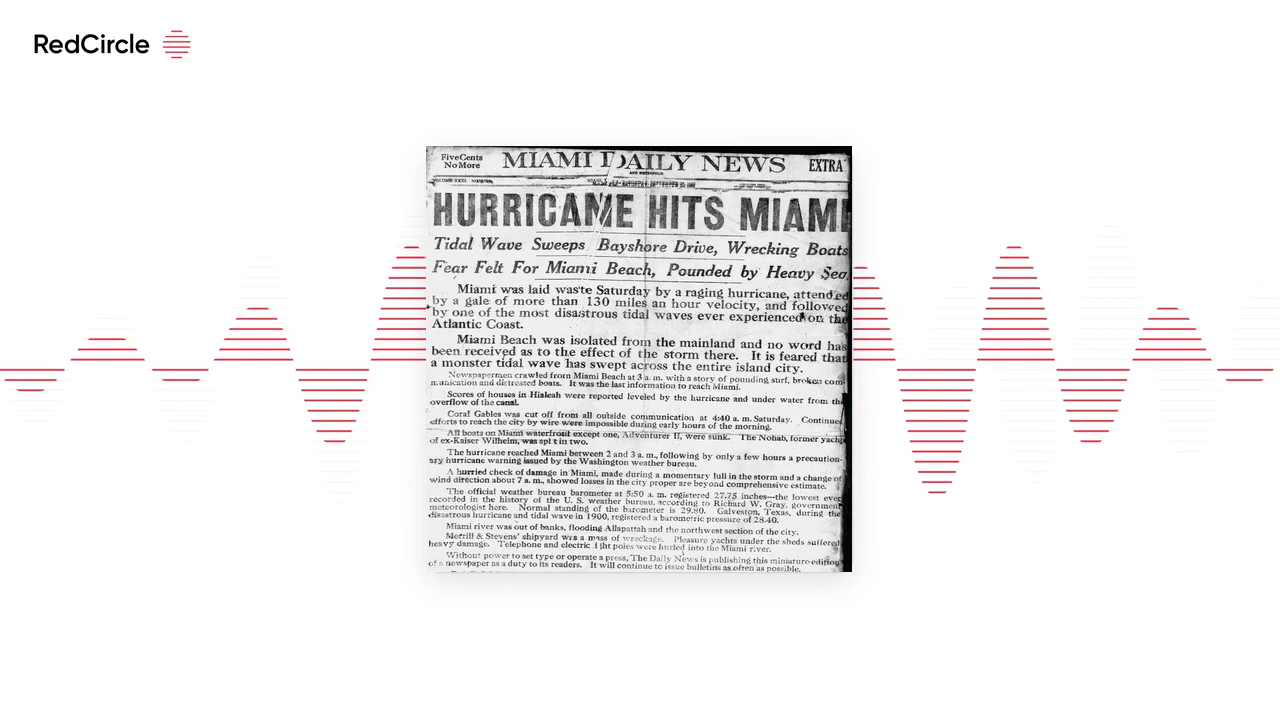 RedCircle
Five Cents
No More
MIAMI DAILY NEWS
EXTRA
AND METROPOLIS
HURRICANE HITS MIAMI
Tidal Wave Sweeps Bayshore Drive, Wrecking Boats
Fear Felt For Miami Beach, Pounded by Heavy Sea
Miami was laid waste Saturday by a raging hurricane, attended
by a gale of more than 130 miles an hour velocity, and followed
by one of the most disastrous tidal waves ever experienced on the
Atlantic Coast.
Miami Beach was isolated from the mainland and no word has
been received as to the effect of the storm there. It is feared that
a monster tidal wave has swept across the entire island city.
Newspapermen crawled from Miami Beach at 3 a. m. with a story of pounding surf, broken com-
munication and distressed boats. It was the last information to reach Miami.
Scores of houses in Hialeah were reported leveled by the hurricane and under water from the
overflow of the canal.
Coral Gables was cut off from all outside communication at 4:40 a. m. Saturday. Continued
efforts to reach the city by wire were impossible during early hours of the morning.
All boats on Miami waterfront except one, Adventurer II, were sunk. The Nohab, former yacht
of ex-Kaiser Wilhelm, was split in two.
The hurricane reached Miami between 2 and 3 a. m., following by only a few hours a precaution-
ary hurricane warning issued by the Washington weather bureau.
A hurried check of damage in Miami, made during a momentary lull in the storm and a change of
wind direction about 7 a. m., showed losses in the city proper are beyond comprehensive estimate.
The official weather bureau barometer at 5:50 a. m. registered 27.75 inches---the lowest ever
recorded in the history of the U. S. weather bureau, according to Richard W. Gray, government
meteorologist here. Normal standing of the barometer is 29.80. Galveston, Texas, during the
disastrous hurricane and tidal wave in 1900, registered a barometric pressure of 28.40.
Miami river was out of banks, flooding Allapattah and the northwest section of the city.
Merrill & Stevens' shipyard was a mass of wreckage. Pleasure yachts under the sheds suffered
heavy damage. Telephone and electric light poles were hurled into the Miami river.
Without power to set type or operate a press, The Daily News is publishing this miniature edition
of a newspaper as a duty to its readers. It will continue to issue bulletins as often as possible.